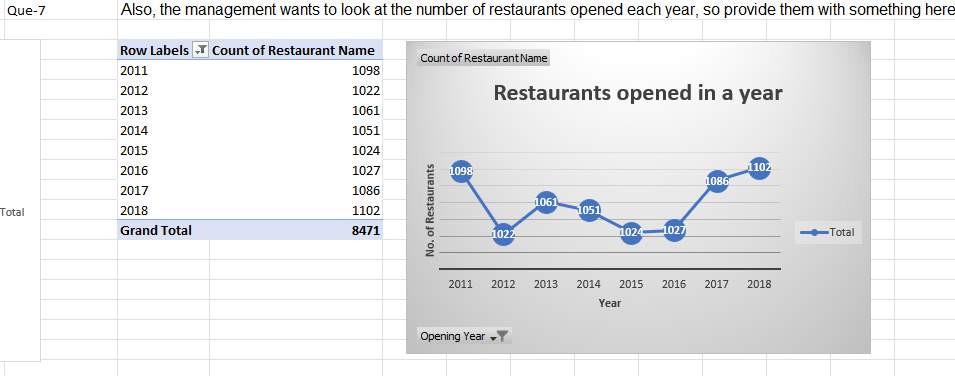 Que-7 Also, the management wants to look at the number of restaurants opened each year, so provide them with something here
Total
Row Labels Count of Restaurant Name
2011 1098
2012 1022
2013 1061
2014 1051
2015 1024
2016 1027
2017 1086
2018 1102
Grand Total 8471
Count of Restaurant Name
Restaurants opened in a year
No. of Restaurants
1098 1022 1061 1051 1024 1027 1086 1102
2011 2012 2013 2014 2015 2016 2017 2018
Year
Total
Opening Year